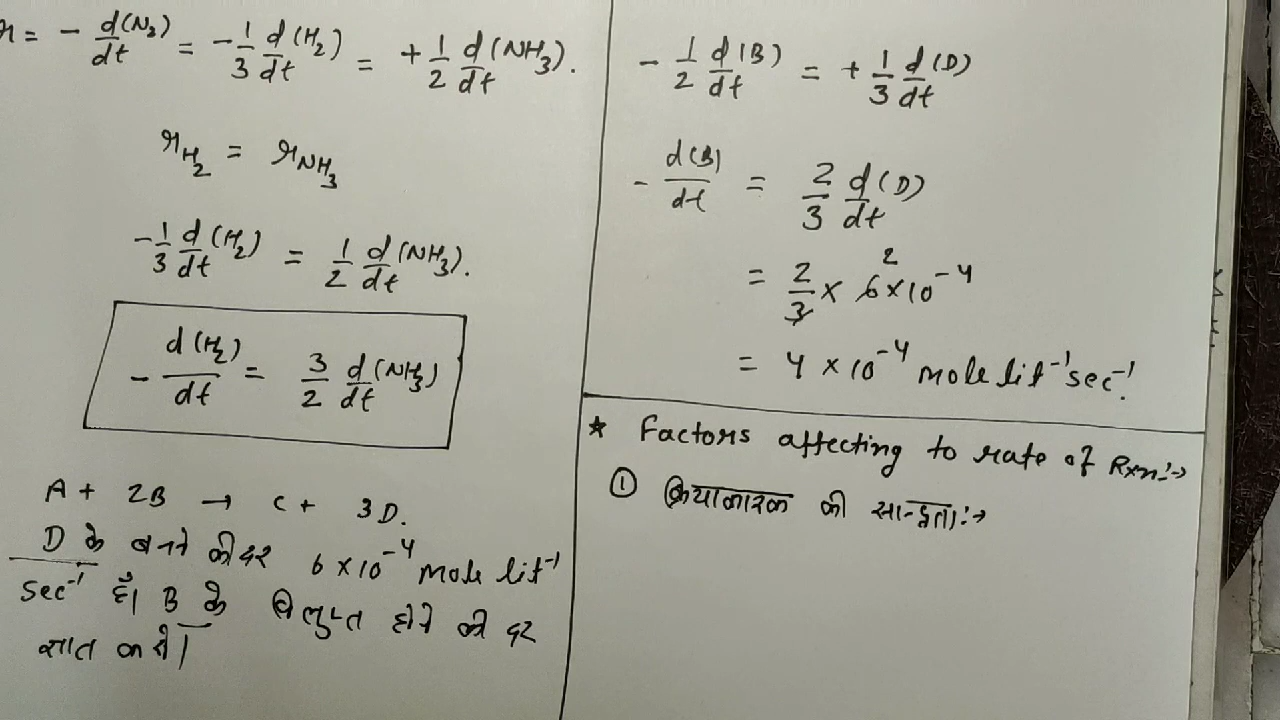 r = - d(N2)/dt = - 1/3 d(H2)/dt = + 1/2 d(NH3)/dt.
rH2 = rNH3
- 1/3 d(H2)/dt = 1/2 d(NH3)/dt.
- d(H2)/dt = 3/2 d(NH3)/dt
A + 2B → C + 3D.
D के बनने की दर 6 × 10⁻⁴ mole lit⁻¹
sec⁻¹ है। B के विलुप्त होने की दर
ज्ञात करो।
- 1/2 d(B)/dt = + 1/3 d(D)/dt
- d(B)/dt = 2/3 d(D)/dt
= 2/3 × 6 2 × 10⁻⁴
= 4 × 10⁻⁴ mole lit⁻¹ sec⁻¹.
* Factors affecting to rate of Rxn:→
① क्रियाकारक की सान्द्रता:→